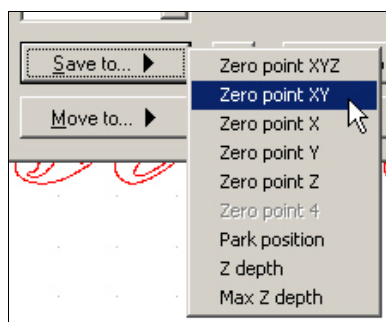 Save to...
Move to...
Zero point XYZ
Zero point XY
Zero point X
Zero point Y
Zero point Z
Zero point 4
Park position
Z depth
Max Z depth